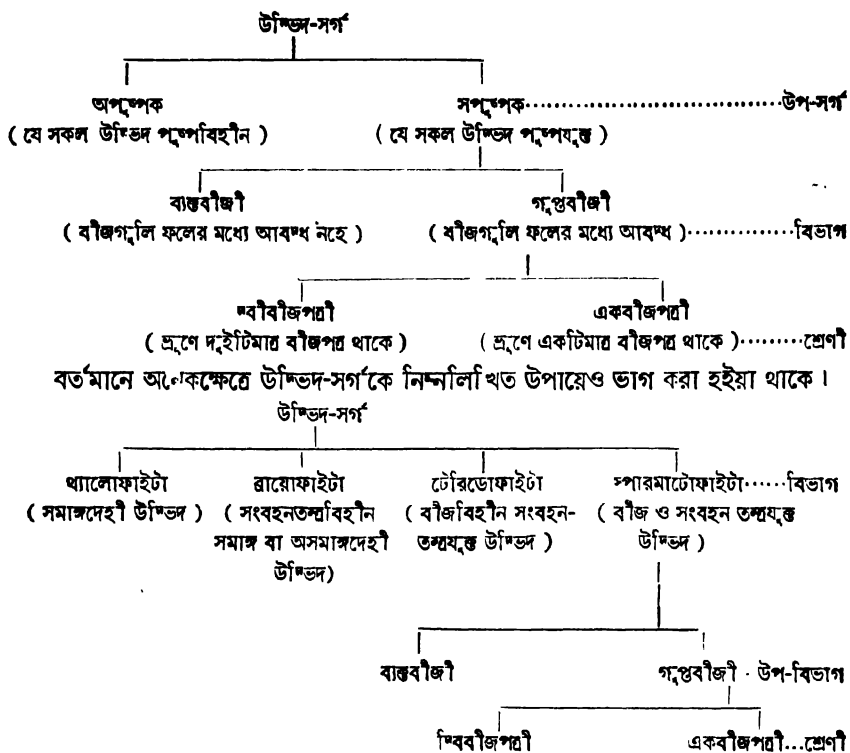 উদ্ভিদ-সর্গ
অপুষ্পক সপুষ্পক································উপ-সর্গ
( যে সকল উদ্ভিদ পুষ্পবিহীন ) ( যে সকল উদ্ভিদ পুষ্পযুক্ত )
ব্যক্তবীজী গুপ্তবীজী
( বীজগুলি ফলের মধ্যে আবদ্ধ নহে ) ( বীজগুলি ফলের মধ্যে আবদ্ধ )·············বিভাগ
দ্বীবীজপত্রী একবীজপত্রী
( ভ্রূণে দুইটিমাত্র বীজপত্র থাকে ) ( ভ্রূণে একটিমাত্র বীজপত্র থাকে )·········শ্রেণী
বর্তমানে অনেকক্ষেত্রে উদ্ভিদ-সর্গকে নিম্নলিখিত উপায়েও ভাগ করা হইয়া থাকে ।
উদ্ভিদ-সর্গ
থ্যালোফাইটা ব্রায়োফাইটা টেরিডোফাইটা স্পারমাটোফাইটা······বিভাগ
( সমাঙ্গদেহী উদ্ভিদ ) ( সংবহনতন্ত্রবিহীন ( বীজবিহীন সংবহন- ( বীজ ও সংবহন তন্ত্রযুক্ত
সমাঙ্গ বা অসমাঙ্গদেহী তন্ত্রযুক্ত উদ্ভিদ ) উদ্ভিদ )
উদ্ভিদ)
ব্যক্তবীজী গুপ্তবীজী · উপ-বিভাগ
দ্বিবীজপত্রী একবীজপত্রী...শ্রেণী